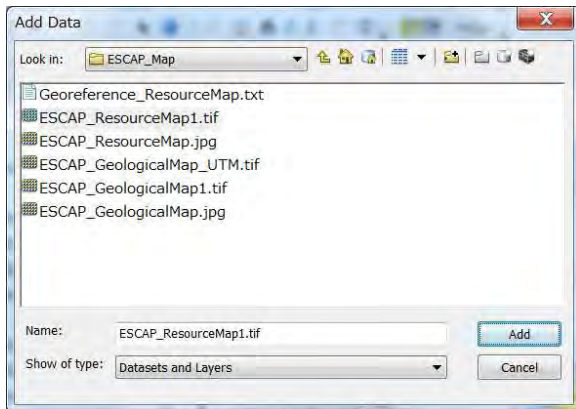 Add Data
Look in: ESCAP_Map
Georeference_ResourceMap.txt
ESCAP_ResourceMap1.tif
ESCAP_ResourceMap.jpg
ESCAP_GeologicalMap_UTM.tif
ESCAP_GeologicalMap1.tif
ESCAP_GeologicalMap.jpg
Name: ESCAP_ResourceMap1.tif Add
Show of type: Datasets and Layers Cancel